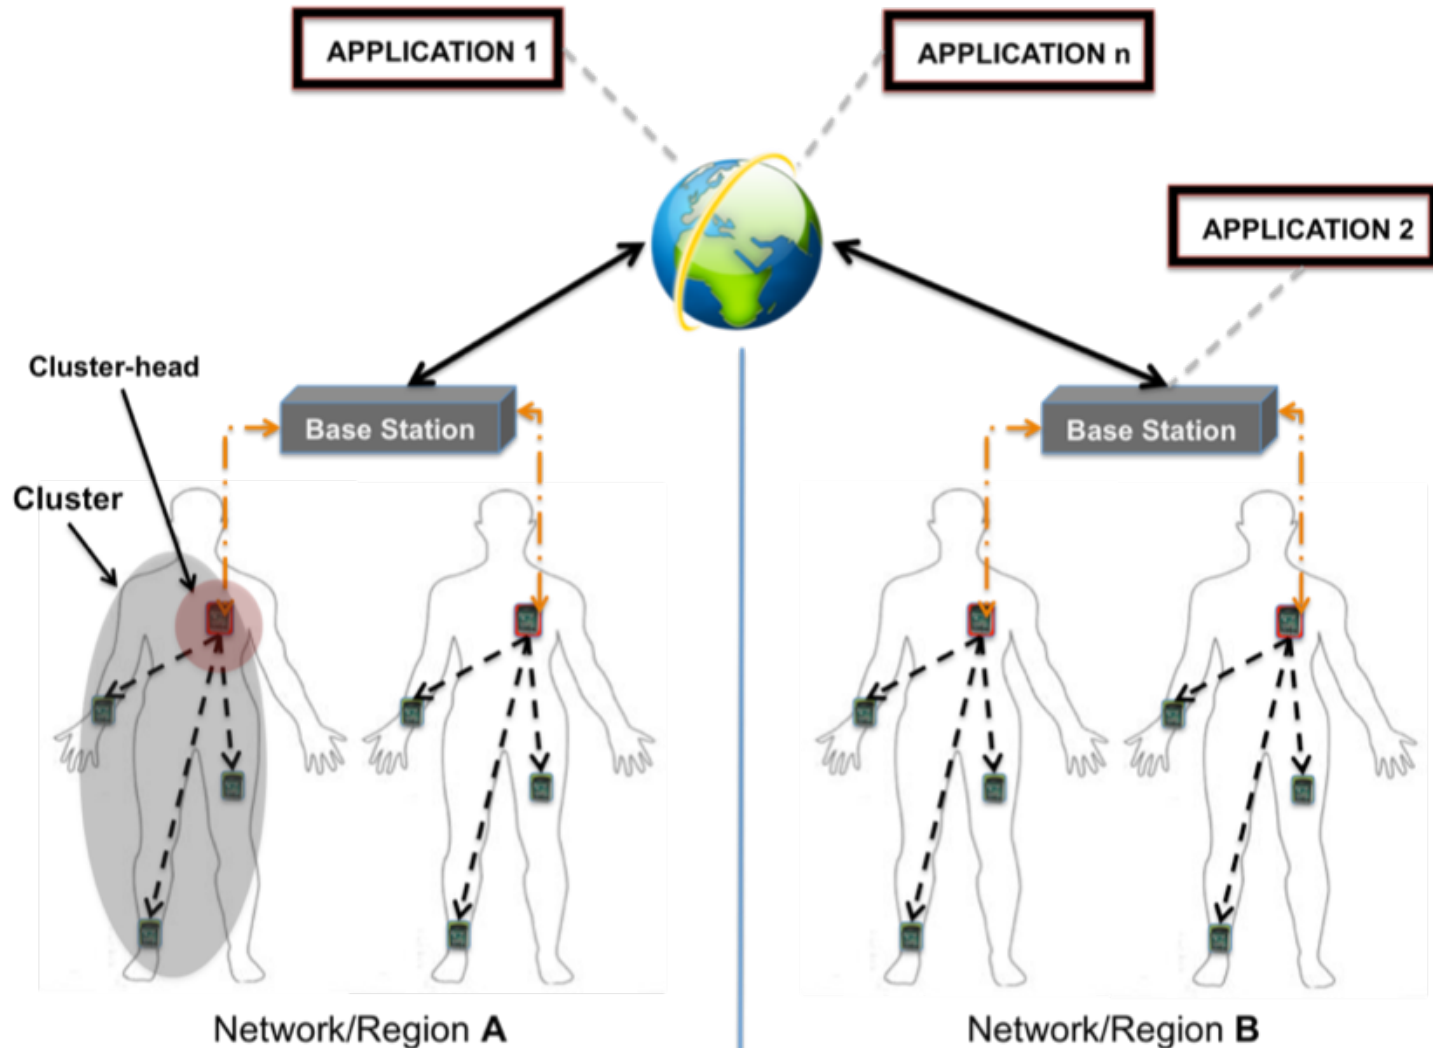 APPLICATION 1
APPLICATION n
APPLICATION 2
Cluster-head
Base Station
Base Station
Cluster
Network/Region A
Network/Region B